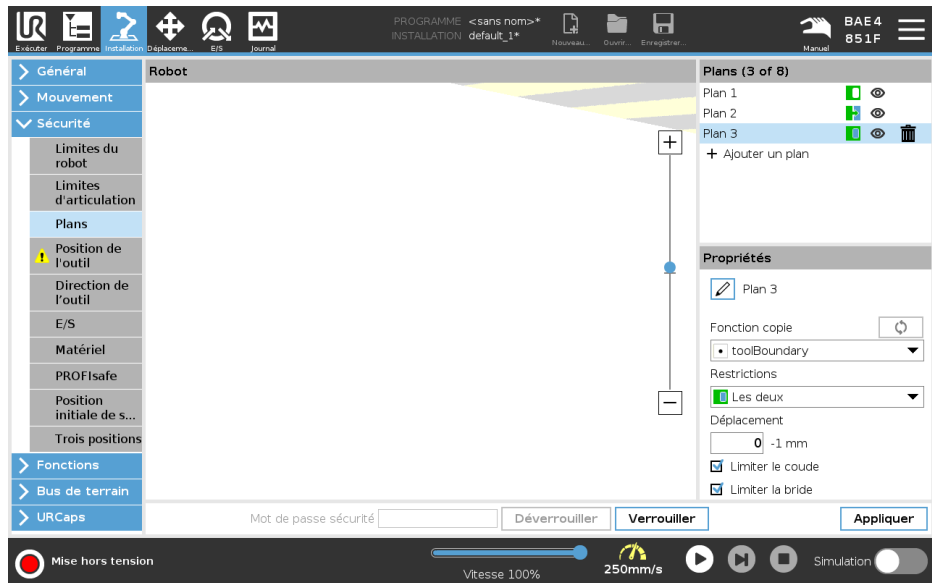 PROGRAMME <sans nom>*
INSTALLATION default_1*
Nouveau...
Ouvrir...
Enregistrer...
Exécuter
Programme
Installation
Déplaceme...
E/S
Journal
Manuel
BAE4
851F
Général
Mouvement
Sécurité
Limites du
robot
Limites
d'articulation
Plans
Position de
l'outil
Direction de
l'outil
E/S
Matériel
PROFIsafe
Position
initiale de s...
Trois positions
Fonctions
Bus de terrain
URCaps
Robot
Plans (3 of 8)
Plan 1
Plan 2
Plan 3
+ Ajouter un plan
Propriétés
Plan 3
Fonction copie
toolBoundary
Restrictions
Les deux
Déplacement
0 -1 mm
Limiter le coude
Limiter la bride
Mot de passe sécurité
Déverrouiller
Verrouiller
Appliquer
Mise hors tension
Vitesse 100%
250mm/s
Simulation